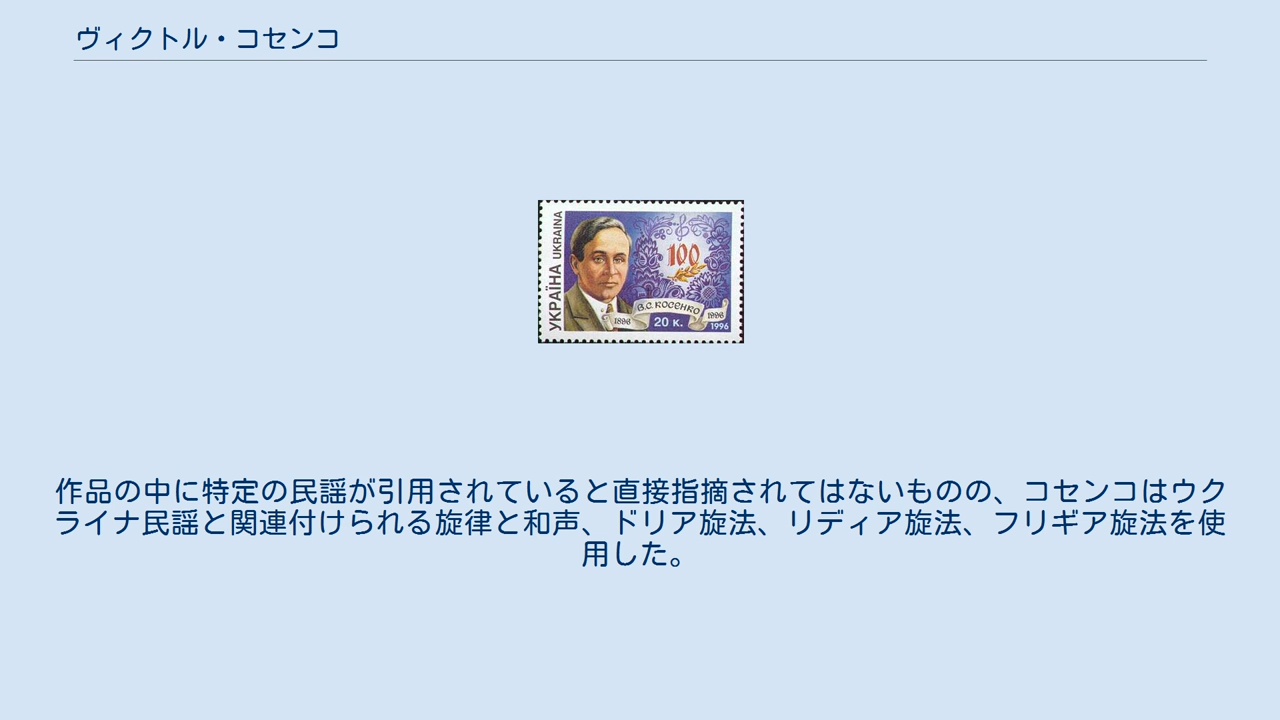 ヴィクトル・コセンコ
УКРАЇНА UKRAINA
100
В.С. КОСЕНКО
1896
1996
20 к.
1996
作品の中に特定の民謡が引用されていると直接指摘されてはないものの、コセンコはウク
ライナ民謡と関連付けられる旋律と和声、ドリア旋法、リディア旋法、フリギア旋法を使
用した。